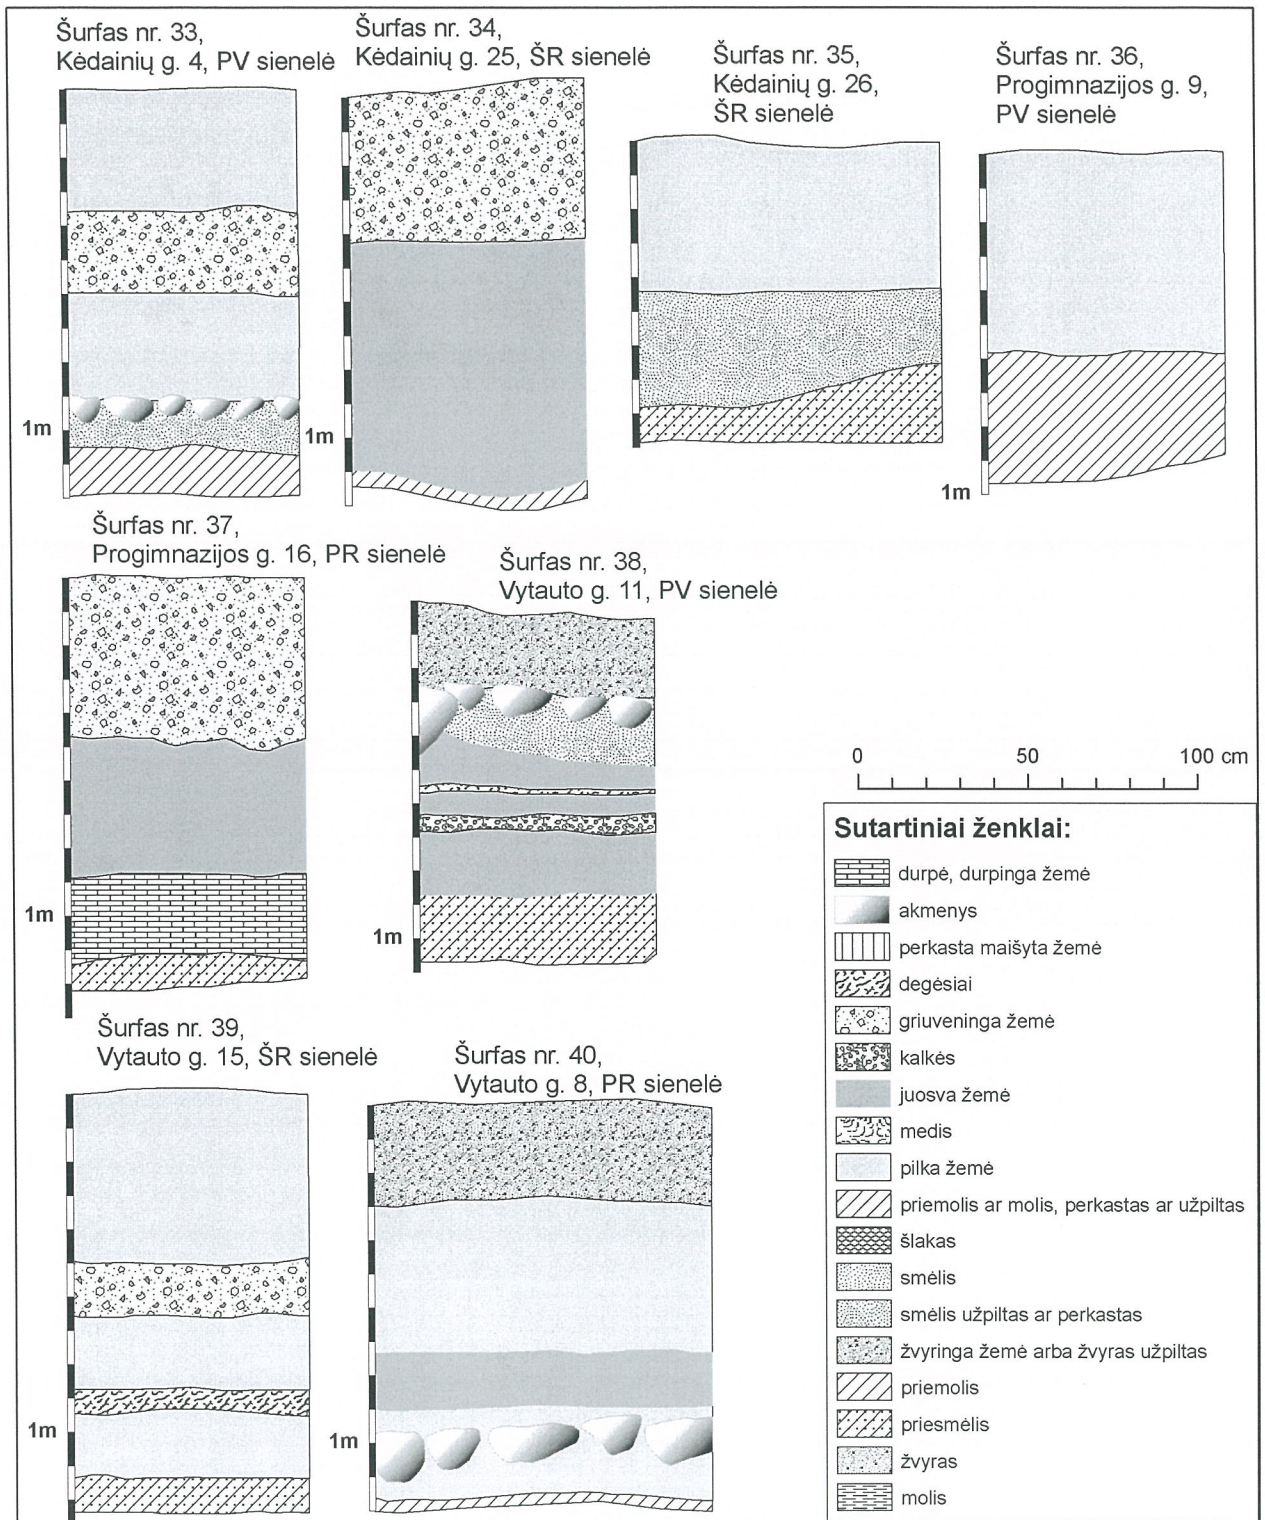 Šurfas nr. 33,
Kėdainių g. 4, PV sienelė
1m
Šurfas nr. 34,
Kėdainių g. 25, ŠR sienelė
1m
Šurfas nr. 35,
Kėdainių g. 26,
ŠR sienelė
Šurfas nr. 36,
Progimnazijos g. 9,
PV sienelė
1m
Šurfas nr. 37,
Progimnazijos g. 16, PR sienelė
1m
Šurfas nr. 38,
Vytauto g. 11, PV sienelė
1m
0 50 100 cm
Šurfas nr. 39,
Vytauto g. 15, ŠR sienelė
1m
Šurfas nr. 40,
Vytauto g. 8, PR sienelė
1m
Sutartiniai ženklai:
durpė, durpinga žemė
akmenys
perkasta maišyta žemė
degėsiai
griuveninga žemė
kalkės
juosva žemė
medis
pilka žemė
priemolis ar molis, perkastas ar užpiltas
šlakas
smėlis
smėlis užpiltas ar perkastas
žvyringa žemė arba žvyras užpiltas
priemolis
priesmėlis
žvyras
molis